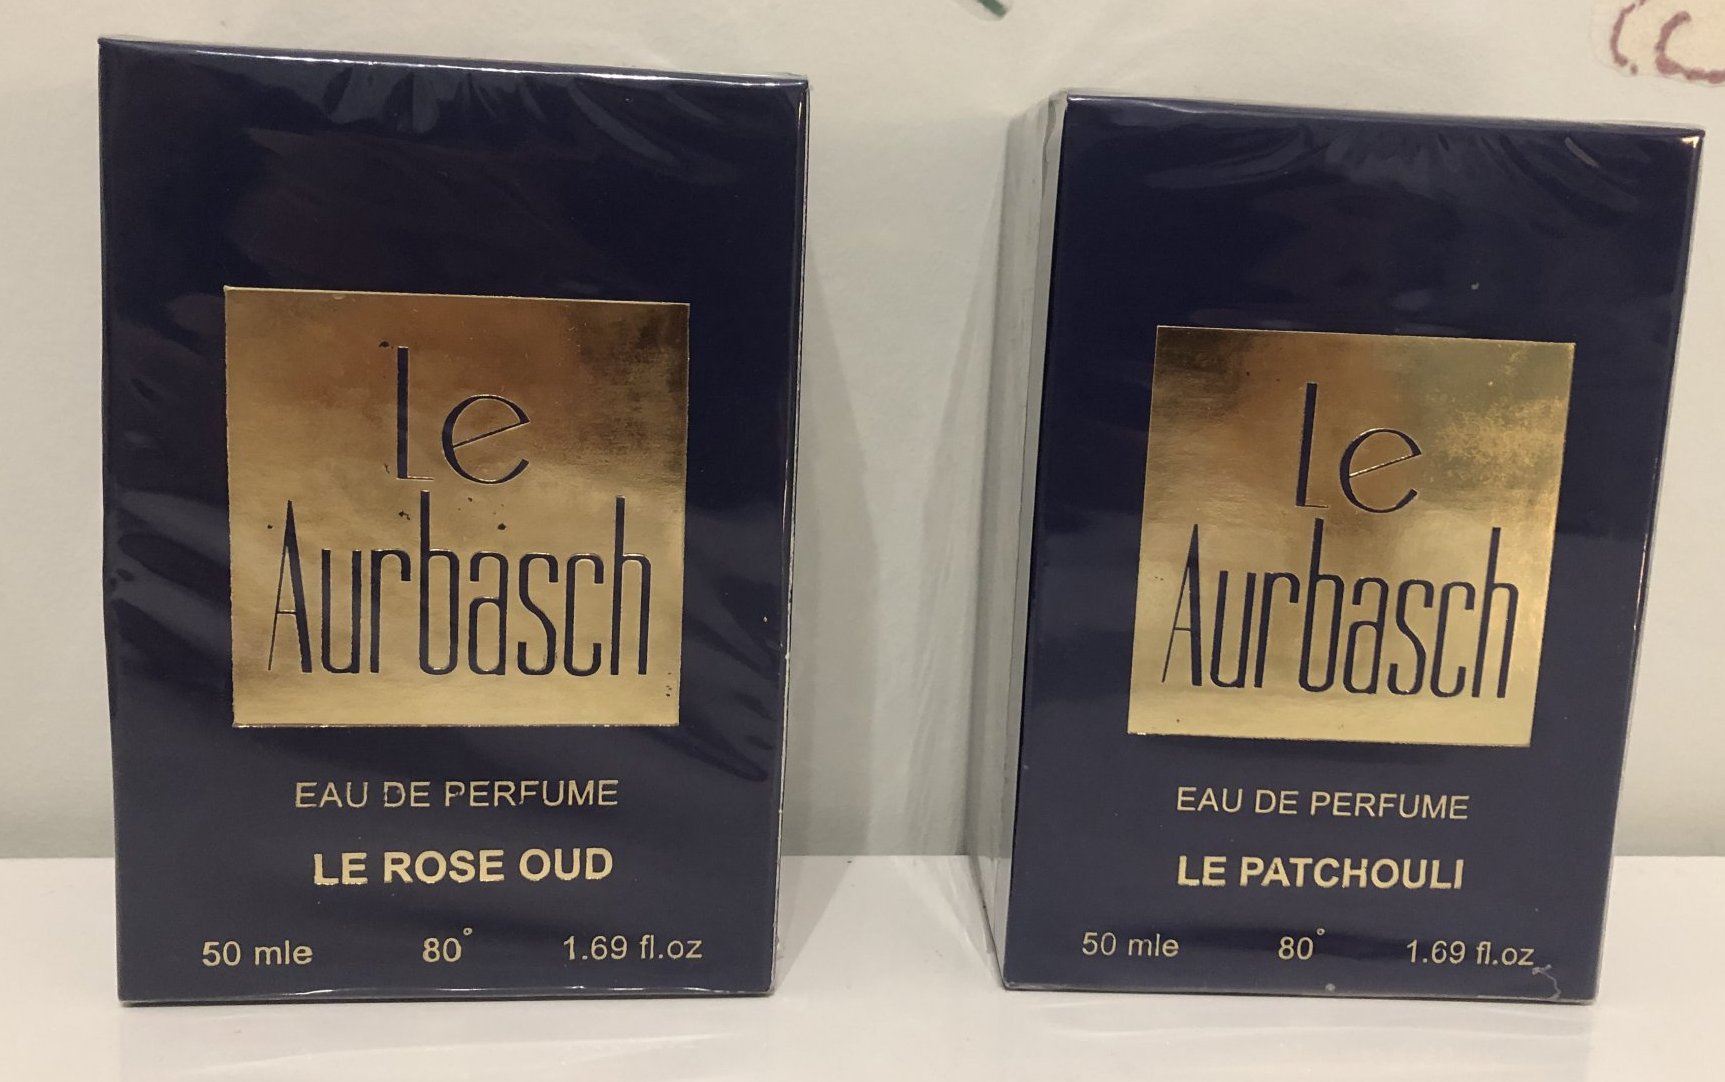 Le
Aurbasch
EAU DE PERFUME
LE ROSE OUD
50 mle 80° 1.69 fl.oz
Le
Aurbasch
EAU DE PERFUME
LE PATCHOULI
50 mle 80° 1.69 fl.oz